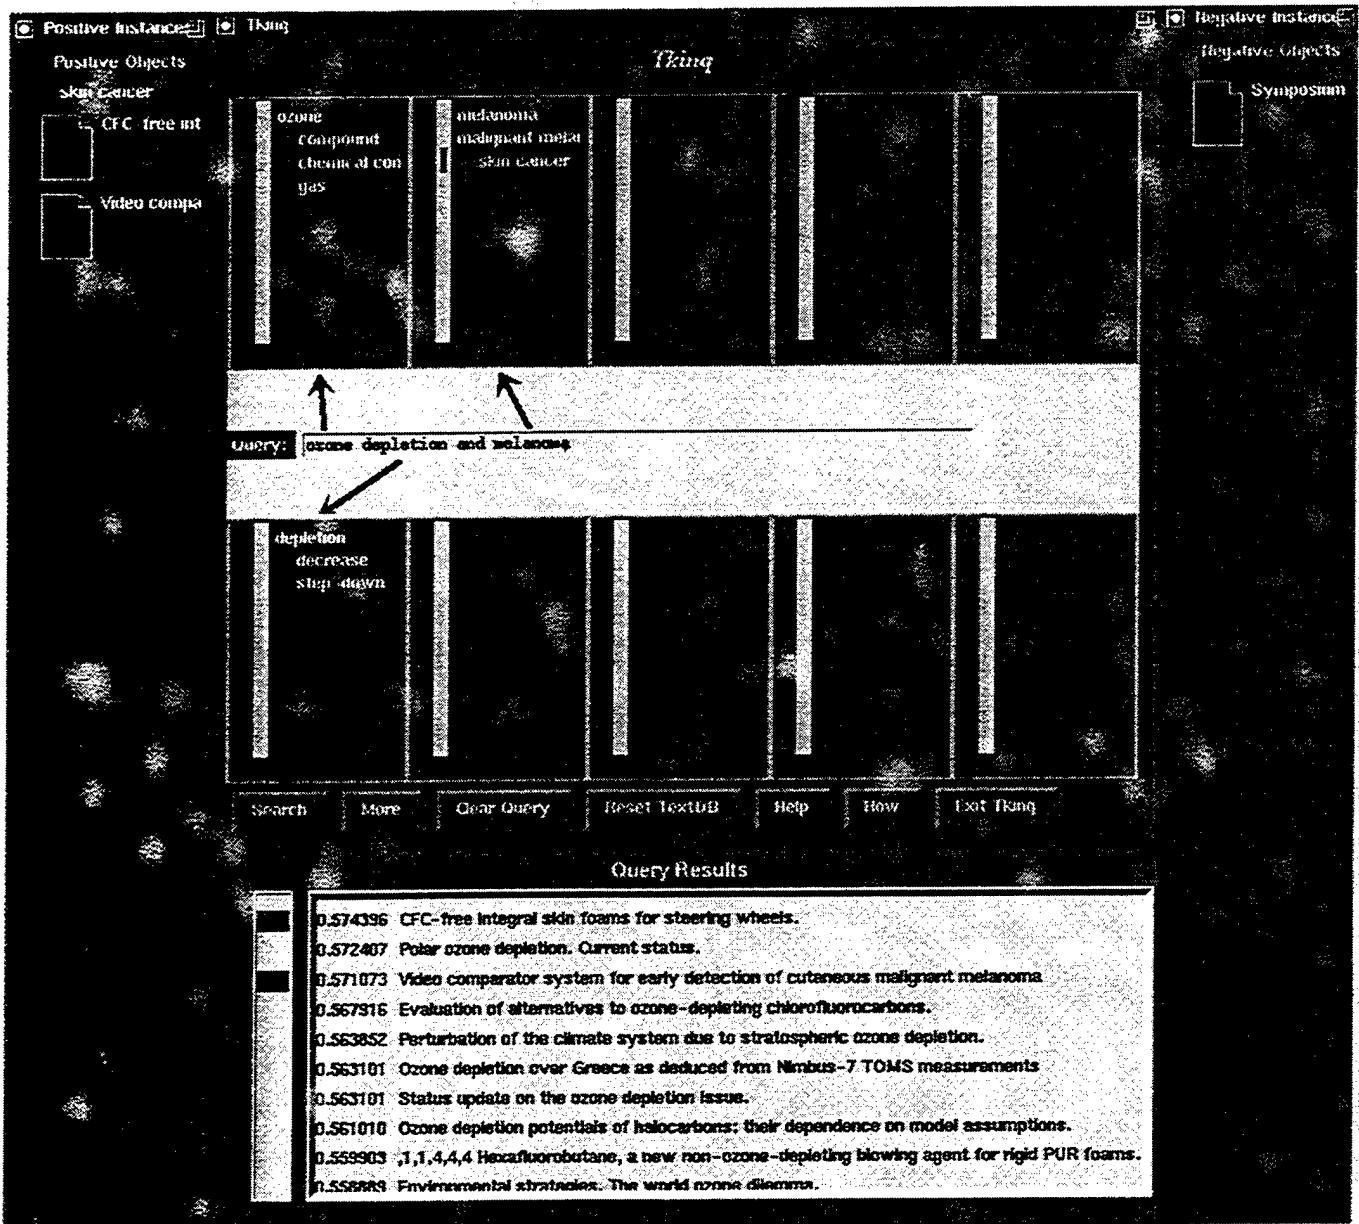 Positive Instances
Tkinq
Negative Instance
Positive Objects
Tkinq
Negative Objects
skin cancer
CFC-free int
Video compa
Symposium
ozone
compound
chemical con
gas
melanoma
malignant melar
skin cancer
Query: ozone depletion and melanoma
depletion
decrease
step-down
Search More Clear Query Reset TextDB Help How Exit Tkinq
Query Results
0.574396 CFC-free integral skin foams for steering wheels.
0.572407 Polar ozone depletion. Current status.
0.571073 Video comparator system for early detection of cutaneous malignant melanoma
0.567316 Evaluation of alternatives to ozone-depleting chlorofluorocarbons.
0.563852 Perturbation of the climate system due to stratospheric ozone depletion.
0.563101 Ozone depletion over Greece as deduced from Nimbus-7 TOMS measurements
0.563101 Status update on the ozone depletion issue.
0.561010 Ozone depletion potentials of halocarbons; their dependence on model assumptions.
0.559903 ,1,1,4,4,4 Hexafluorobutane, a new non-ozone-depleting blowing agent for rigid PUR foams.
0.558883 Environmental strategies. The world ozone dilemma.